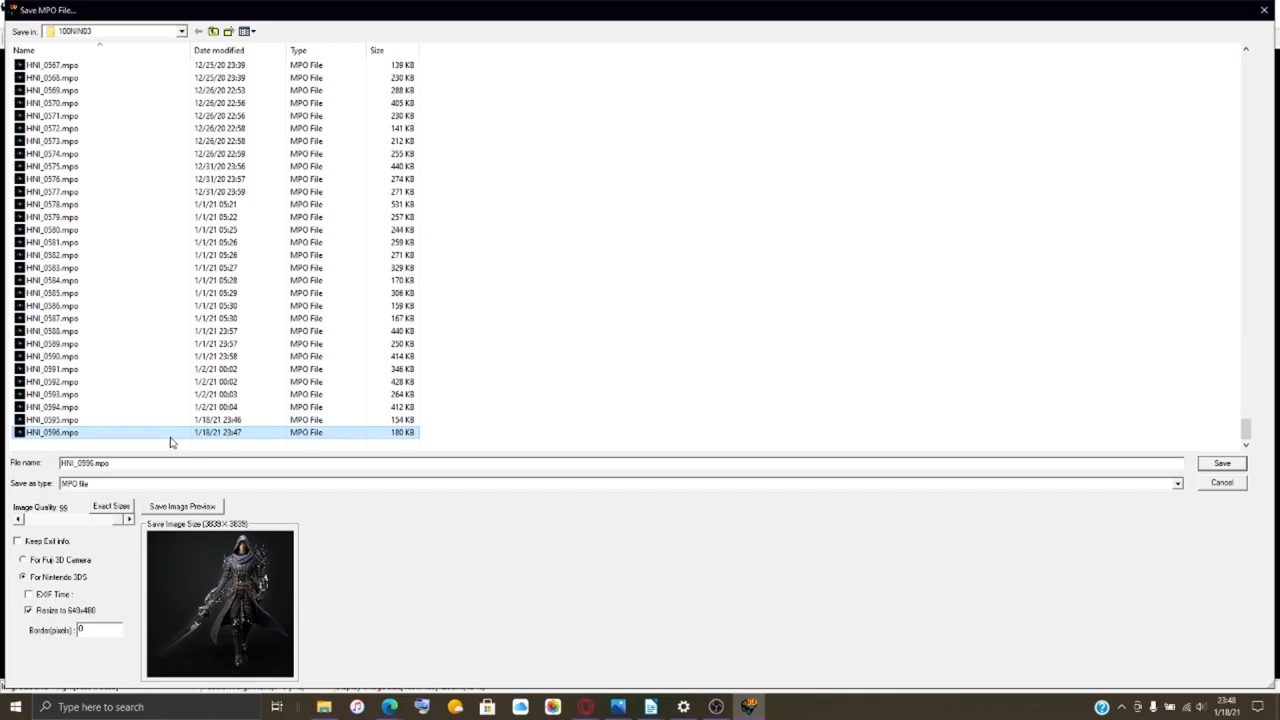 Save MPO File...
Save in: 100NIN03
Name Date modified Type Size
HNI_0567.mpo 12/25/20 23:39 MPO File 139 KB
HNI_0568.mpo 12/25/20 23:39 MPO File 230 KB
HNI_0569.mpo 12/26/20 22:53 MPO File 288 KB
HNI_0570.mpo 12/26/20 22:56 MPO File 405 KB
HNI_0571.mpo 12/26/20 22:56 MPO File 230 KB
HNI_0572.mpo 12/26/20 22:58 MPO File 141 KB
HNI_0573.mpo 12/26/20 22:58 MPO File 212 KB
HNI_0574.mpo 12/26/20 22:59 MPO File 255 KB
HNI_0575.mpo 12/31/20 23:56 MPO File 440 KB
HNI_0576.mpo 12/31/20 23:57 MPO File 274 KB
HNI_0577.mpo 12/31/20 23:59 MPO File 271 KB
HNI_0578.mpo 1/1/21 05:21 MPO File 531 KB
HNI_0579.mpo 1/1/21 05:22 MPO File 257 KB
HNI_0580.mpo 1/1/21 05:25 MPO File 244 KB
HNI_0581.mpo 1/1/21 05:26 MPO File 259 KB
HNI_0582.mpo 1/1/21 05:26 MPO File 271 KB
HNI_0583.mpo 1/1/21 05:27 MPO File 329 KB
HNI_0584.mpo 1/1/21 05:28 MPO File 170 KB
HNI_0585.mpo 1/1/21 05:29 MPO File 306 KB
HNI_0586.mpo 1/1/21 05:30 MPO File 159 KB
HNI_0587.mpo 1/1/21 05:30 MPO File 167 KB
HNI_0588.mpo 1/1/21 23:57 MPO File 440 KB
HNI_0589.mpo 1/1/21 23:57 MPO File 250 KB
HNI_0590.mpo 1/1/21 23:58 MPO File 414 KB
HNI_0591.mpo 1/2/21 00:02 MPO File 346 KB
HNI_0592.mpo 1/2/21 00:02 MPO File 428 KB
HNI_0593.mpo 1/2/21 00:03 MPO File 264 KB
HNI_0594.mpo 1/2/21 00:04 MPO File 412 KB
HNI_0595.mpo 1/18/21 23:46 MPO File 154 KB
HNI_0596.mpo 1/18/21 23:47 MPO File 180 KB
File name: HNI_0596.mpo Save
Save as type: MPO file Cancel
Image Quality: 99 Exact Sizes Save Image Preview
Save Image Size (3839×3839)
Keep Exif info.
For Fuji 3D Camera
For Nintendo 3DS
EXIF Time :
Resize to 640x480
Border(pixels) : 0
Type here to search
23:48
1/18/21